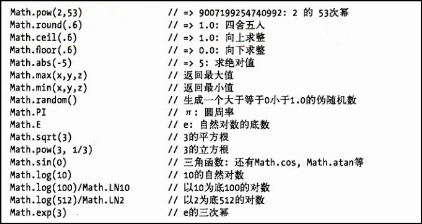 Math.pow(2,53) // => 9007199254740992: 2 的 53次幂
Math.round(.6) // => 1.0: 四舍五入
Math.ceil(.6) // => 1.0: 向上求整
Math.floor(.6) // => 0.0: 向下求整
Math.abs(-5) // => 5: 求绝对值
Math.max(x,y,z) // 返回最大值
Math.min(x,y,z) // 返回最小值
Math.random() // 生成一个大于等于0小于1.0的伪随机数
Math.PI // π: 圆周率
Math.E // e: 自然对数的底数
Math.sqrt(3) // 3的平方根
Math.pow(3, 1/3) // 3的立方根
Math.sin(0) // 三角函数: 还有Math.cos, Math.atan等
Math.log(10) // 10的自然对数
Math.log(100)/Math.LN10 // 以10为底100的对数
Math.log(512)/Math.LN2 // 以2为底512的对数
Math.exp(3) // e的三次幂